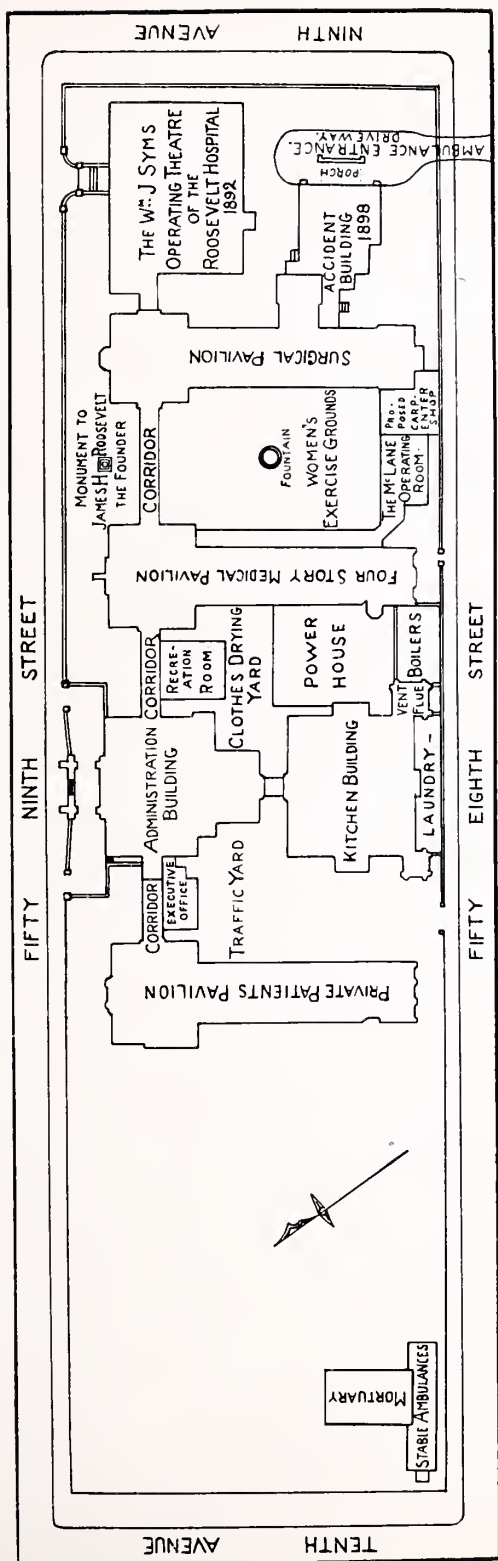 NINTH
AVENUE
FIFTY
NINTH
STREET
THE Wᴹ J SYMS
OPERATING THEATRE
OF THE
ROOSEVELT HOSPITAL
1892
AMBULANCE ENTRANCE.
DRIVEWAY.
PORCH
ACCIDENT
BUILDING
1898
SURGICAL PAVILION
MONUMENT TO
JAMES H ROOSEVELT
THE FOUNDER
CORRIDOR
FOUNTAIN
WOMEN'S
EXERCISE GROUNDS
PRO-
POSED
CARP-
ENTER
SHOP
THE McLANE
OPERATING
ROOM.
FOUR STORY MEDICAL PAVILION
CORRIDOR
RECRE-
ATION
ROOM
CLOTHES DRYING
YARD
POWER
HOUSE
BOILERS
VENT
FLUE
ADMINISTRATION
BUILDING
KITCHEN BUILDING
LAUNDRY-
CORRIDOR
EXECUTIVE
OFFICE
TRAFFIC YARD
PRIVATE PATIENTS PAVILION
MORTUARY
STABLE AMBULANCES
FIFTY
EIGHTH
STREET
TENTH
AVENUE